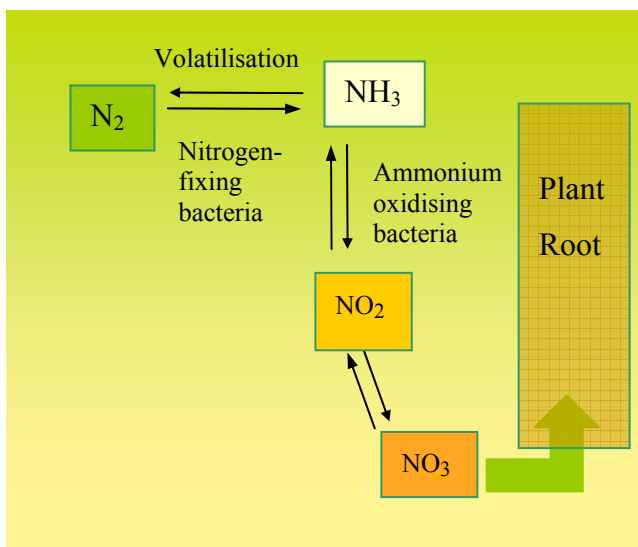 Volatilisation
N₂
NH₃
Nitrogen-
fixing
bacteria
Ammonium
oxidising
bacteria
Plant
Root
NO₂
NO₃